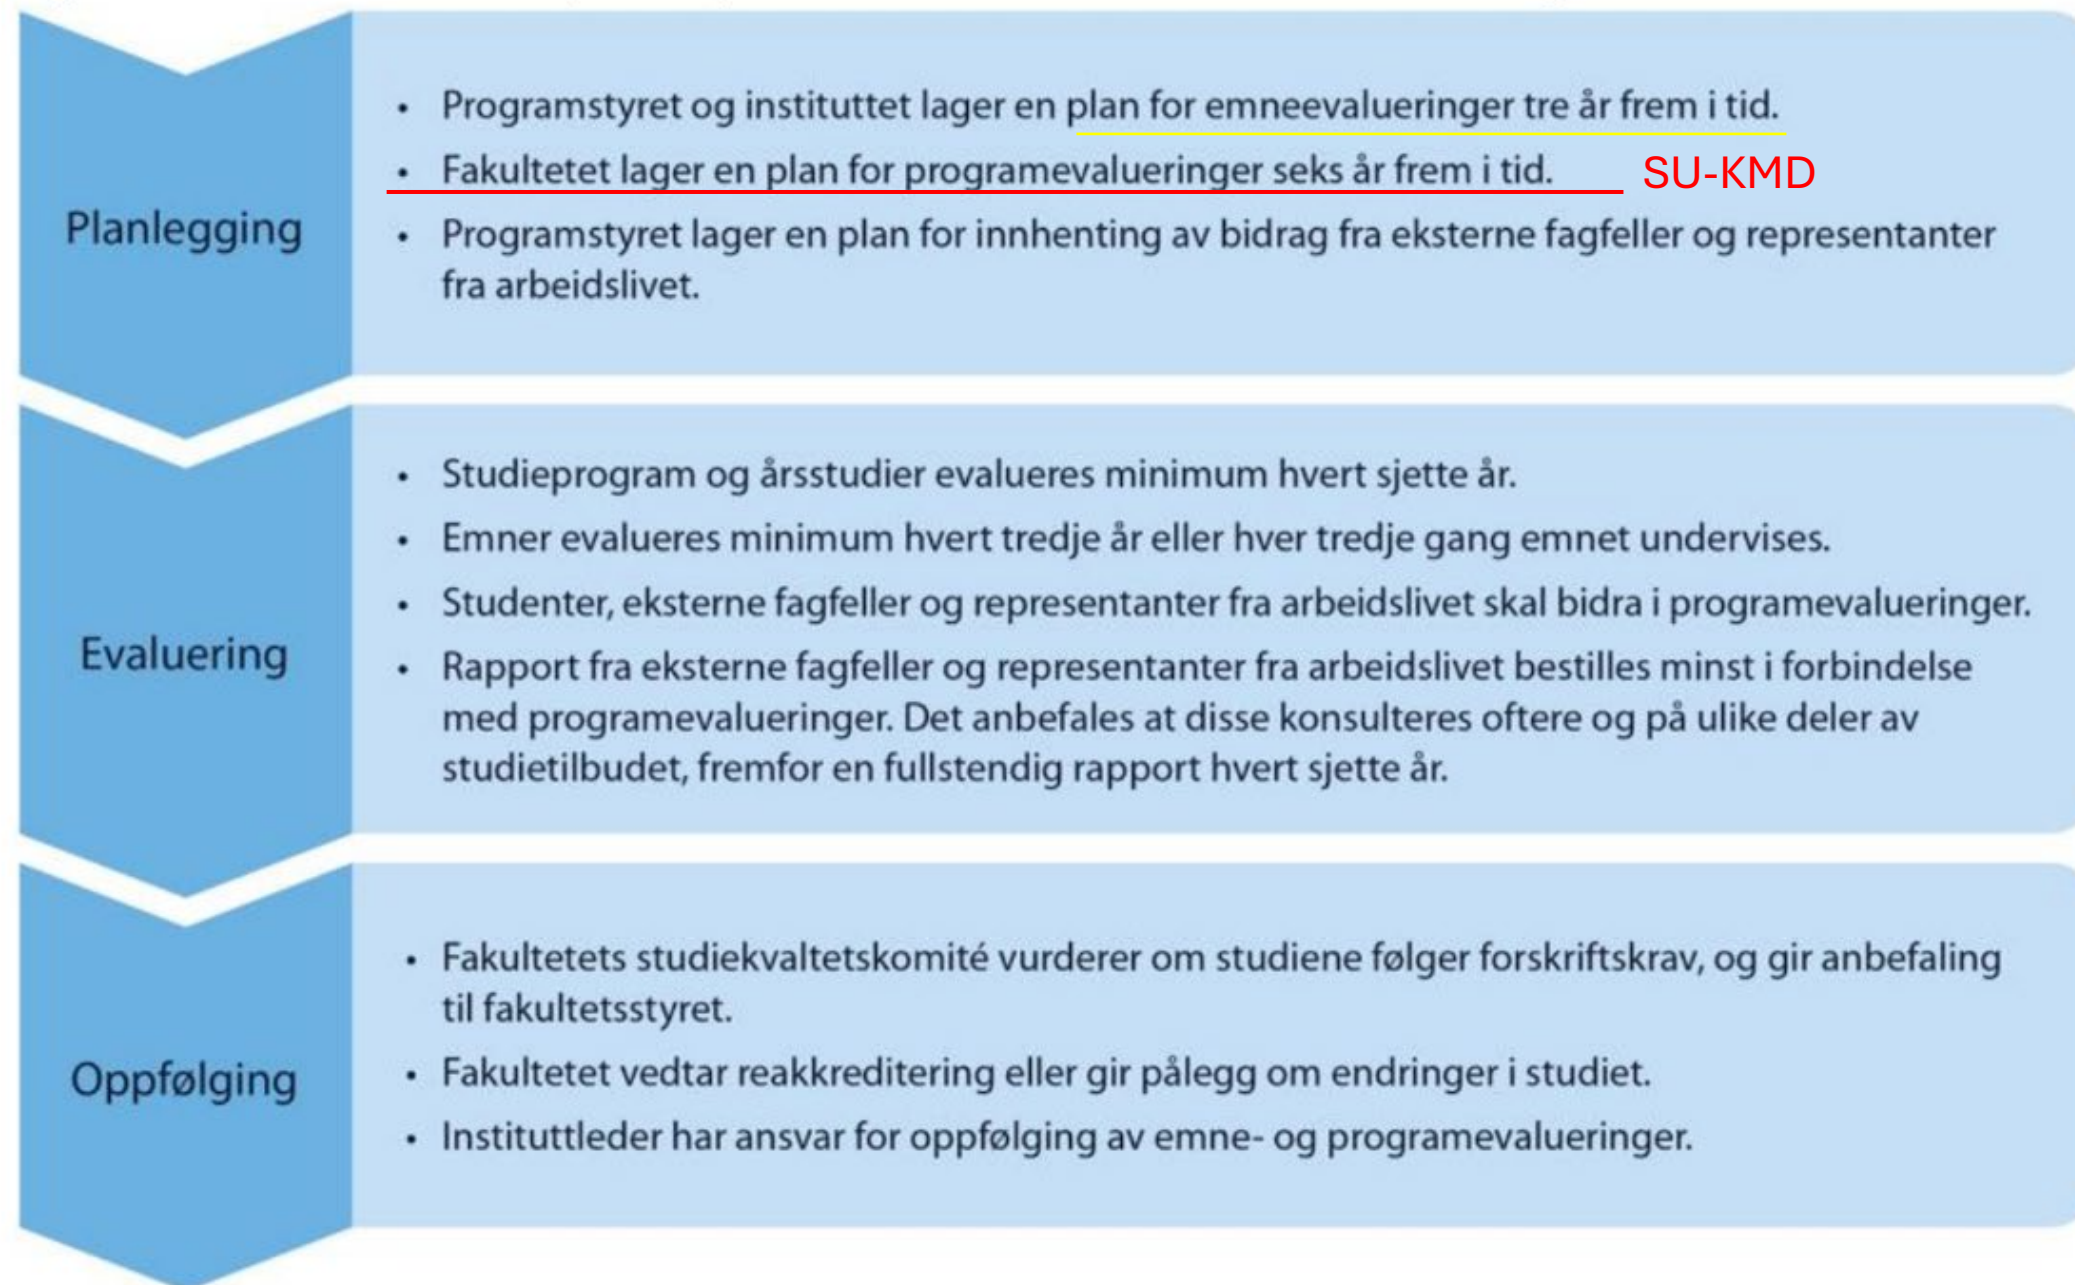 Planlegging
• Programstyret og instituttet lager en plan for emneevalueringer tre år frem i tid.
• Fakultetet lager en plan for programevalueringer seks år frem i tid. SU-KMD
• Programstyret lager en plan for innhenting av bidrag fra eksterne fagfeller og representanter
fra arbeidslivet.
Evaluering
• Studieprogram og årsstudier evalueres minimum hvert sjette år.
• Emner evalueres minimum hvert tredje år eller hver tredje gang emnet undervises.
• Studenter, eksterne fagfeller og representanter fra arbeidslivet skal bidra i programevalueringer.
• Rapport fra eksterne fagfeller og representanter fra arbeidslivet bestilles minst i forbindelse
med programevalueringer. Det anbefales at disse konsulteres oftere og på ulike deler av
studietilbudet, fremfor en fullstendig rapport hvert sjette år.
Oppfølging
• Fakultetets studiekvaltetskomité vurderer om studiene følger forskriftskrav, og gir anbefaling
til fakultetsstyret.
• Fakultetet vedtar reakkreditering eller gir pålegg om endringer i studiet.
• Instituttleder har ansvar for oppfølging av emne- og programevalueringer.